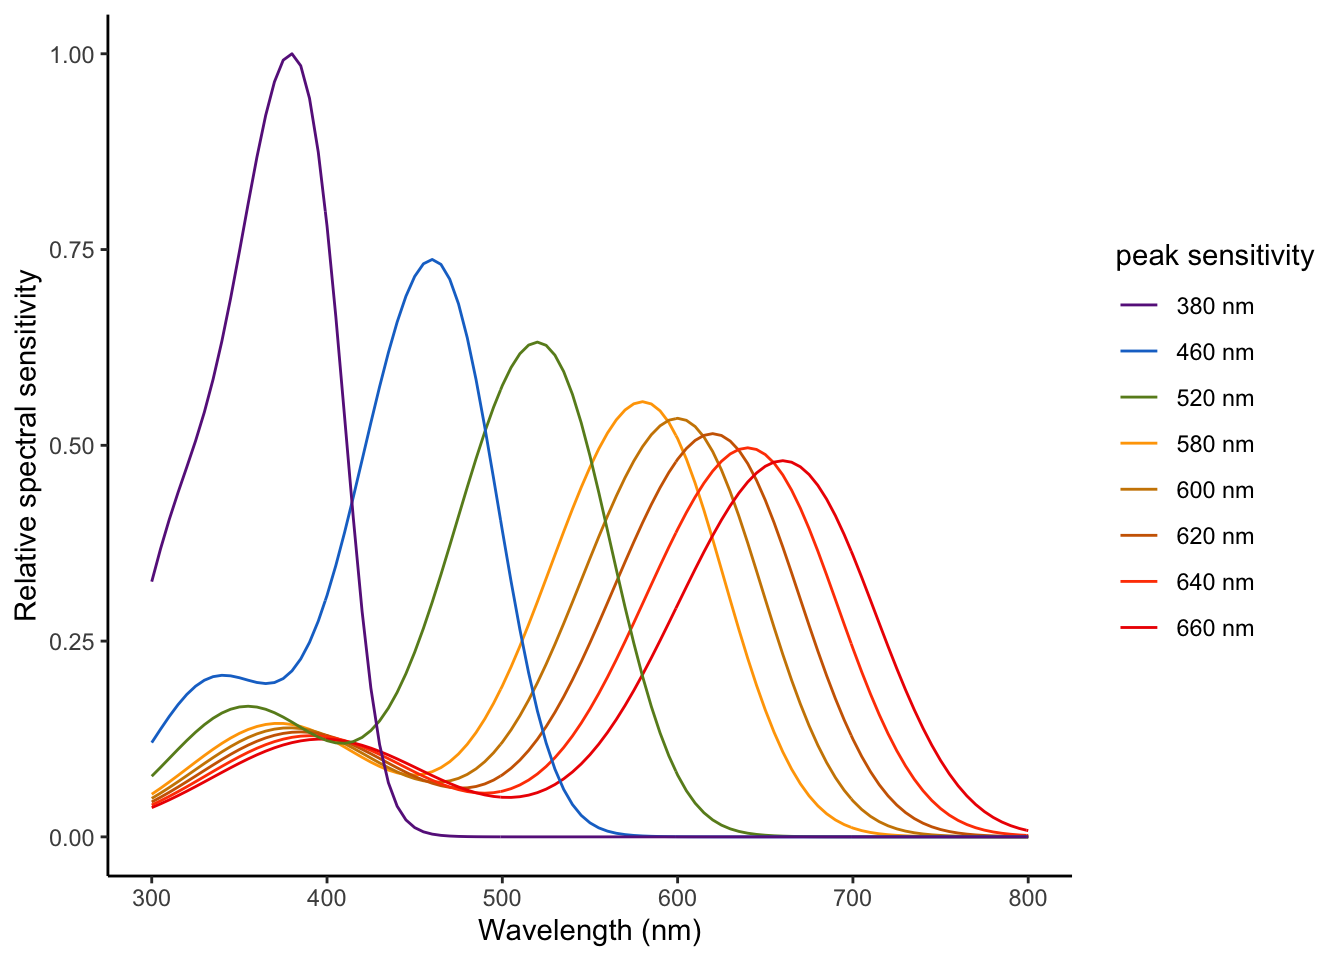 1.00
0.75
0.50
0.25
0.00
Relative spectral sensitivity
300 400 500 600 700 800
Wavelength (nm)
peak sensitivity
380 nm
460 nm
520 nm
580 nm
600 nm
620 nm
640 nm
660 nm